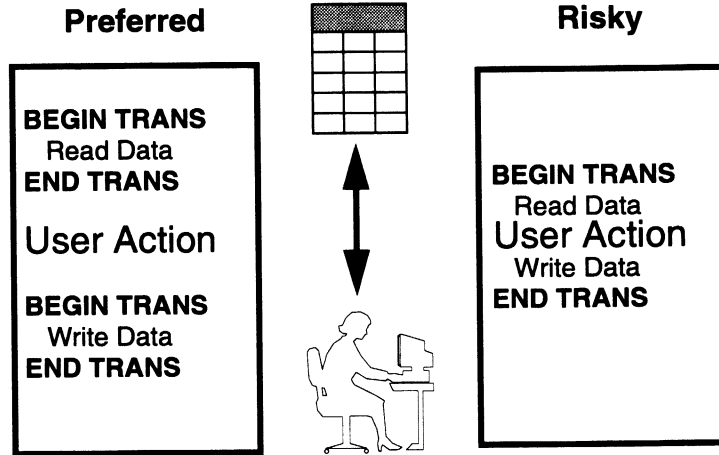 Preferred
BEGIN TRANS
Read Data
END TRANS
User Action
BEGIN TRANS
Write Data
END TRANS
Risky
BEGIN TRANS
Read Data
User Action
Write Data
END TRANS